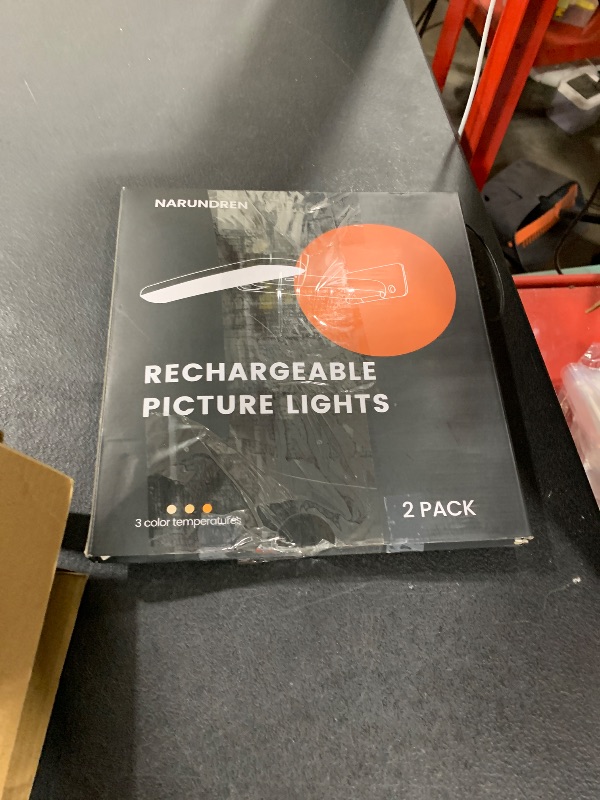 NARUNDREN
RECHARGEABLE
PICTURE LIGHTS
3 color temperatures
2 PACK